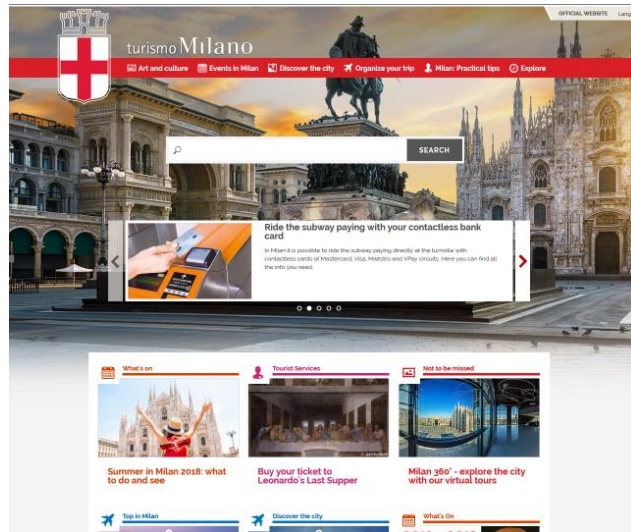 OFFICIAL WEBSITE Lang
turismo Milano
Art and culture Events in Milan Discover the city Organize your trip Milan: Practical tips Explore
SEARCH
Ride the subway paying with your contactless bank
card
In Milan it is possible to ride the subway paying directly at the turnstile with
contactless cards of Mastercard, Visa, Maestro and VPay circuits. Here you can find all
the info you need.
What's on
Tourist Services
Not to be missed
Summer in Milan 2018: what
to do and see
Buy your ticket to
Leonardo's Last Supper
Milan 360° - explore the city
with our virtual tours
Top in Milan
Discover the city
What's On